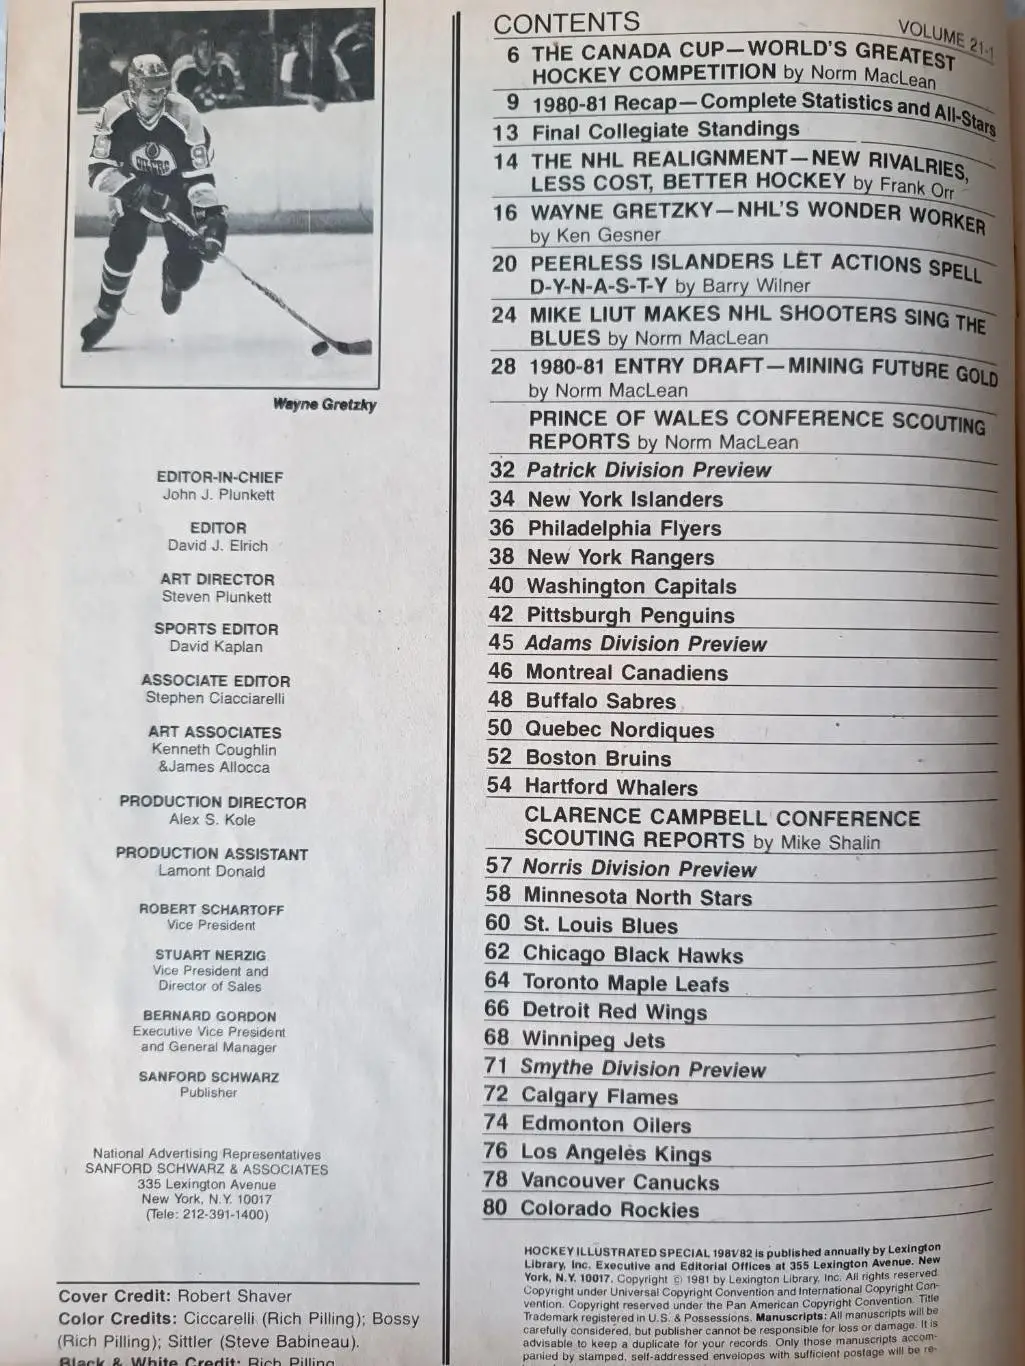 99
OILERS
99
Wayne Gretzky
EDITOR-IN-CHIEF
John J. Plunkett
EDITOR
David J. Elrich
ART DIRECTOR
Steven Plunkett
SPORTS EDITOR
David Kaplan
ASSOCIATE EDITOR
Stephen Ciacciarelli
ART ASSOCIATES
Kenneth Coughlin
&James Allocca
PRODUCTION DIRECTOR
Alex S. Kole
PRODUCTION ASSISTANT
Lamont Donald
ROBERT SCHARTOFF
Vice President
STUART NERZIG
Vice President and
Director of Sales
BERNARD GORDON
Executive Vice President
and General Manager
SANFORD SCHWARZ
Publisher
National Advertising Representatives
SANFORD SCHWARZ & ASSOCIATES
335 Lexington Avenue
New York, N.Y. 10017
(Tele: 212-391-1400)
Cover Credit: Robert Shaver
Color Credits: Ciccarelli (Rich Pilling); Bossy
(Rich Pilling); Sittler (Steve Babineau).
Black & White Credit: Rich Pilling
CONTENTS
VOLUME 21-1
6 THE CANADA CUP—WORLD'S GREATEST
HOCKEY COMPETITION by Norm MacLean
9 1980-81 Recap—Complete Statistics and All-Stars
13 Final Collegiate Standings
14 THE NHL REALIGNMENT—NEW RIVALRIES,
LESS COST, BETTER HOCKEY by Frank Orr
16 WAYNE GRETZKY—NHL'S WONDER WORKER
by Ken Gesner
20 PEERLESS ISLANDERS LET ACTIONS SPELL
D-Y-N-A-S-T-Y by Barry Wilner
24 MIKE LIUT MAKES NHL SHOOTERS SING THE
BLUES by Norm MacLean
28 1980-81 ENTRY DRAFT—MINING FUTURE GOLD
by Norm MacLean
PRINCE OF WALES CONFERENCE SCOUTING
REPORTS by Norm MacLean
32 Patrick Division Preview
34 New York Islanders
36 Philadelphia Flyers
38 New York Rangers
40 Washington Capitals
42 Pittsburgh Penguins
45 Adams Division Preview
46 Montreal Canadiens
48 Buffalo Sabres
50 Quebec Nordiques
52 Boston Bruins
54 Hartford Whalers
CLARENCE CAMPBELL CONFERENCE
SCOUTING REPORTS by Mike Shalin
57 Norris Division Preview
58 Minnesota North Stars
60 St. Louis Blues
62 Chicago Black Hawks
64 Toronto Maple Leafs
66 Detroit Red Wings
68 Winnipeg Jets
71 Smythe Division Preview
72 Calgary Flames
74 Edmonton Oilers
76 Los Angeles Kings
78 Vancouver Canucks
80 Colorado Rockies
HOCKEY ILLUSTRATED SPECIAL 1981/82 is published annually by Lexington
Library, Inc. Executive and Editorial Offices at 355 Lexington Avenue. New
York, N.Y. 10017. Copyright © 1981 by Lexington Library, Inc. All rights reserved.
Copyright under Universal Copyright Convention and International Copyright Con-
vention. Copyright reserved under the Pan American Copyright Convention. Title
Trademark registered in U.S. & Possessions. Manuscripts: All manuscripts will be
carefully considered, but publisher cannot be responsible for loss or damage. It is
advisable to keep a duplicate for your records. Only those manuscripts accom-
panied by stamped, self-addressed envelopes with sufficient postage will be re-